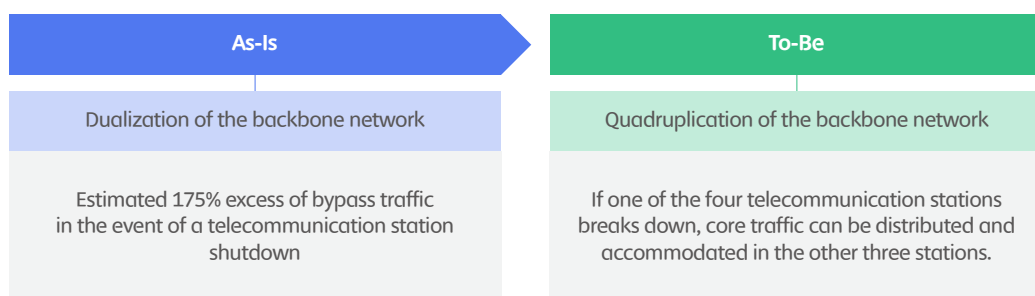 As-Is
Dualization of the backbone network
Estimated 175% excess of bypass traffic
in the event of a telecommunication station
shutdown
To-Be
Quadruplication of the backbone network
If one of the four telecommunication stations
breaks down, core traffic can be distributed and
accommodated in the other three stations.